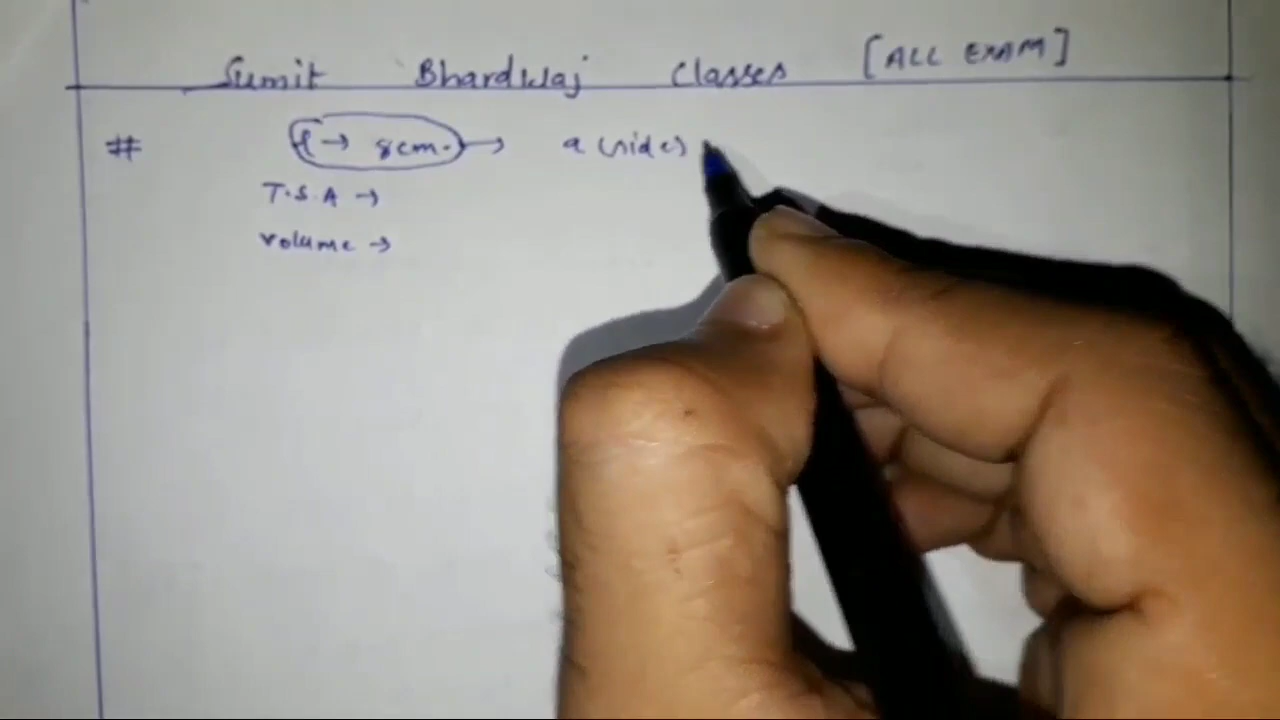 Sumit Bhardwaj Classes [ALL EXAM]
# l → 8cm. → a (side)
T.S.A →
volume →